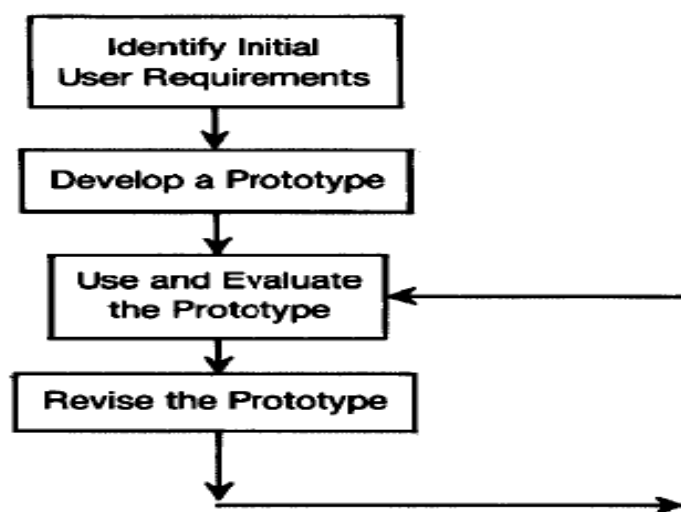 Identify Initial
User Requirements
Develop a Prototype
Use and Evaluate
the Prototype
Revise the Prototype